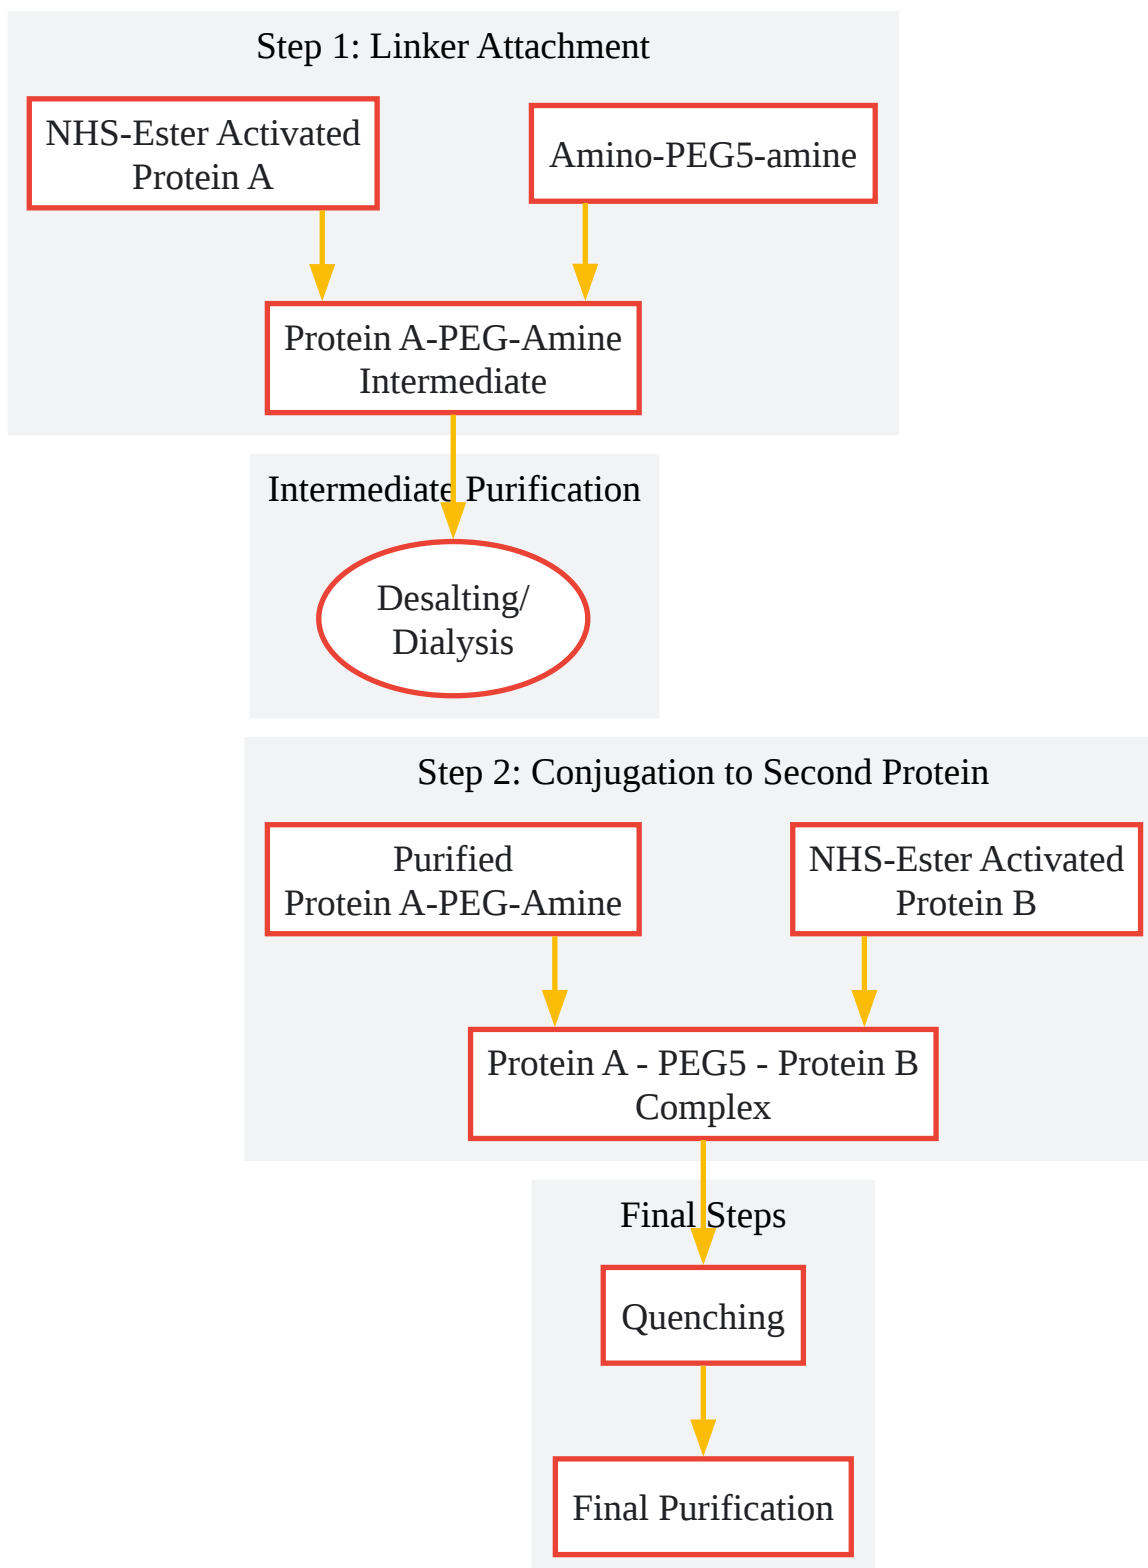 Step 1: Linker Attachment
NHS-Ester Activated
Protein A
Amino-PEG5-amine
Protein A-PEG-Amine
Intermediate
Intermediate Purification
Desalting/
Dialysis
Step 2: Conjugation to Second Protein
Purified
Protein A-PEG-Amine
NHS-Ester Activated
Protein B
Protein A - PEG5 - Protein B
Complex
Final Steps
Quenching
Final Purification